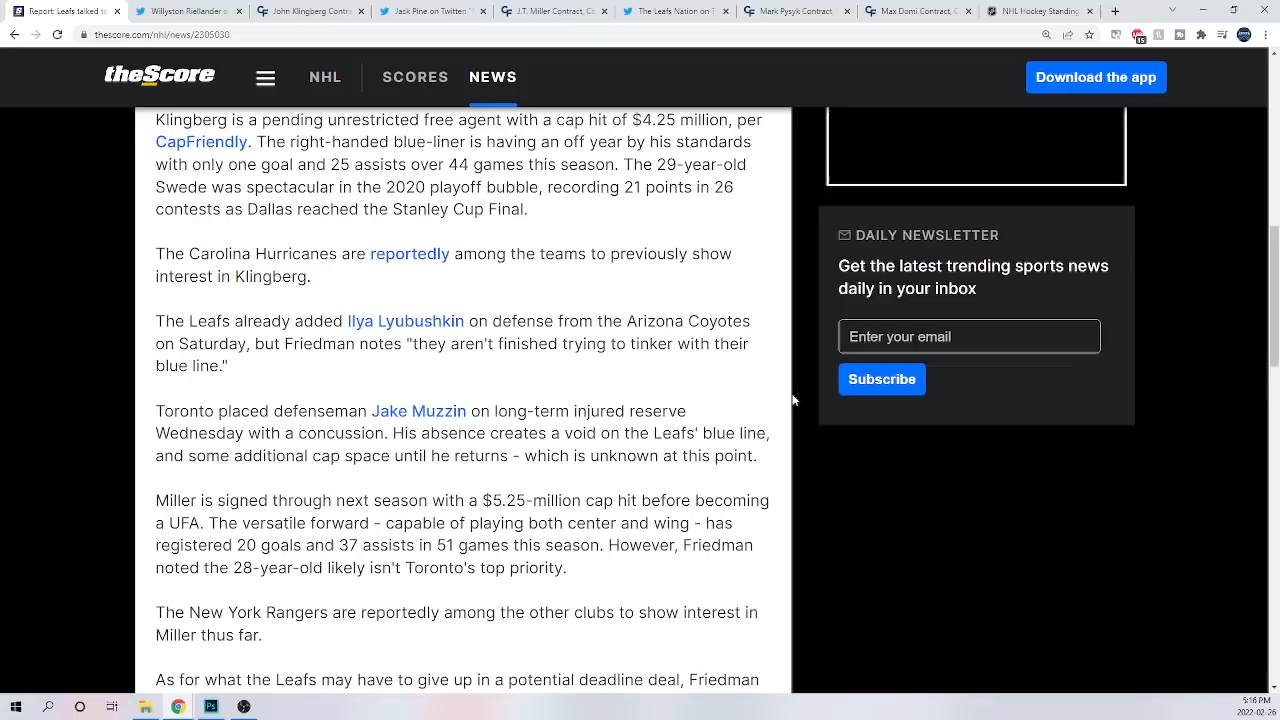 Report: Leafs talked to
Willyston Riellander
John Klingberg Contra
Jack Pine on Twitter: "
J.T. Miller Contract, Ca
The Leafs Nation on T
Mark Pysyk Contract
Max Domi Contract, C
NHL Hockey Standing
thescore.com/nhl/news/2305030
15
theScore
NHL
SCORES
NEWS
Download the app
Klingberg is a pending unrestricted free agent with a cap hit of $4.25 million, per
CapFriendly. The right-handed blue-liner is having an off year by his standards
with only one goal and 25 assists over 44 games this season. The 29-year-old
Swede was spectacular in the 2020 playoff bubble, recording 21 points in 26
contests as Dallas reached the Stanley Cup Final.
The Carolina Hurricanes are reportedly among the teams to previously show
interest in Klingberg.
The Leafs already added Ilya Lyubushkin on defense from the Arizona Coyotes
on Saturday, but Friedman notes "they aren't finished trying to tinker with their
blue line."
Toronto placed defenseman Jake Muzzin on long-term injured reserve
Wednesday with a concussion. His absence creates a void on the Leafs' blue line,
and some additional cap space until he returns - which is unknown at this point.
Miller is signed through next season with a $5.25-million cap hit before becoming
a UFA. The versatile forward - capable of playing both center and wing - has
registered 20 goals and 37 assists in 51 games this season. However, Friedman
noted the 28-year-old likely isn't Toronto's top priority.
The New York Rangers are reportedly among the other clubs to show interest in
Miller thus far.
As for what the Leafs may have to give up in a potential deadline deal, Friedman
DAILY NEWSLETTER
Get the latest trending sports news
daily in your inbox
Enter your email
Subscribe
Ps
5:16 PM
2022-02-26